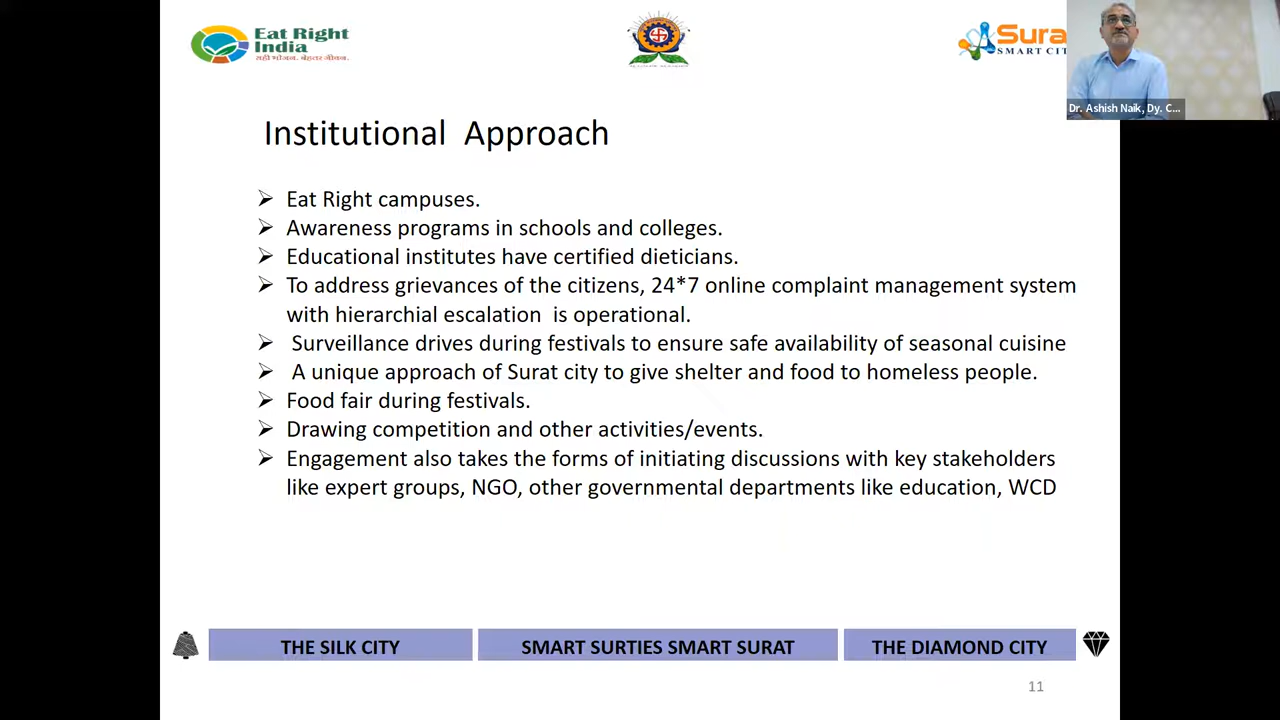 Eat Right
India
सही भोजन. बेहतर जीवन.
Sura
SMART CIT
Dr. Ashish Naik, Dy. C...
Institutional Approach
Eat Right campuses.
Awareness programs in schools and colleges.
Educational institutes have certified dieticians.
To address grievances of the citizens, 24*7 online complaint management system
with hierarchial escalation is operational.
Surveillance drives during festivals to ensure safe availability of seasonal cuisine
A unique approach of Surat city to give shelter and food to homeless people.
Food fair during festivals.
Drawing competition and other activities/events.
Engagement also takes the forms of initiating discussions with key stakeholders
like expert groups, NGO, other governmental departments like education, WCD
THE SILK CITY
SMART SURTIES SMART SURAT
THE DIAMOND CITY
11